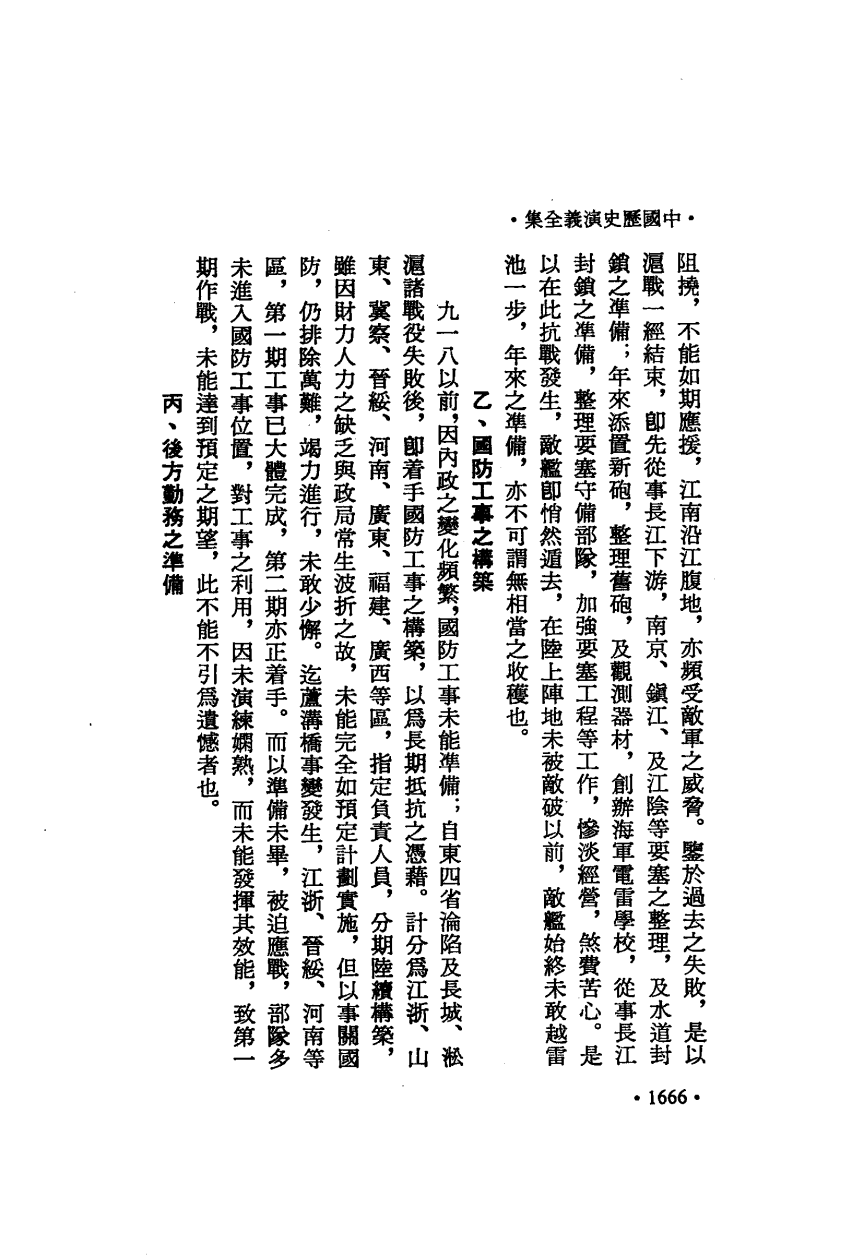 •中國歷史演義全集•
阻撓，不能如期應援，江南沿江腹地，亦頻受敵軍之威脅。鑒於過去之失敗，是以
滬戰一經結束，卽先從事長江下游，南京、鎭江、及江陰等要塞之整理，及水道封
鎖之準備；年來添置新砲，整理舊砲，及觀測器材，創辦海軍電雷學校，從事長江
封鎖之準備，整理要塞守備部隊，加強要塞工程等工作，慘淡經營，煞費苦心。是
以在此抗戰發生，敵艦卽悄然遁去，在陸上陣地未被敵破以前，敵艦始終未敢越雷
池一步，年來之準備，亦不可謂無相當之收穫也。
乙、國防工事之構築
九一八以前，因內政之變化頻繁，國防工事未能準備；自東四省淪陷及長城、淞
滬諸戰役失敗後，卽着手國防工事之構築，以爲長期抵抗之憑藉。計分爲江浙、山
東、冀察、晉綏、河南、廣東、福建、廣西等區，指定負責人員，分期陸續構築，
雖因財力人力之缺乏與政局常生波折之故，未能完全如預定計劃實施，但以事關國
防，仍排除萬難，竭力進行，未敢少懈。迄蘆溝橋事變發生，江浙、晉綏、河南等
區，第一期工事已大體完成，第二期亦正着手。而以準備未畢，被迫應戰，部隊多
未進入國防工事位置，對工事之利用，因未演練嫻熟，而未能發揮其效能，致第一
期作戰，未能達到預定之期望，此不能不引爲遺憾者也。
丙、後方勤務之準備
•1666•